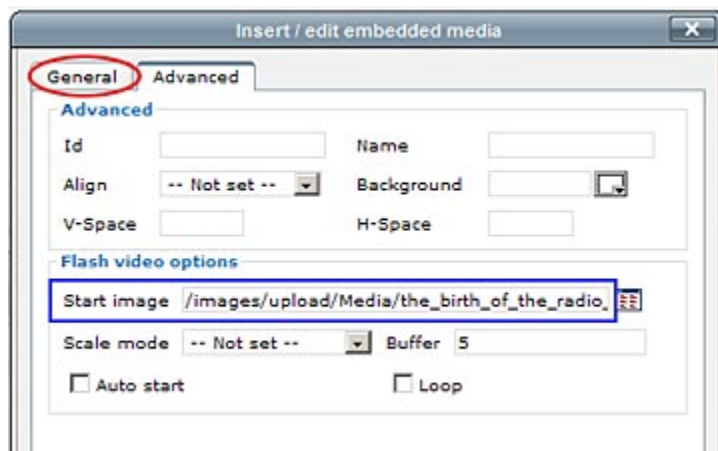 Insert / edit embedded media
General Advanced
Advanced
Id Name
Align -- Not set -- Background
V-Space H-Space
Flash video options
Start image /images/upload/Media/the_birth_of_the_radio_
Scale mode -- Not set -- Buffer 5
Auto start Loop